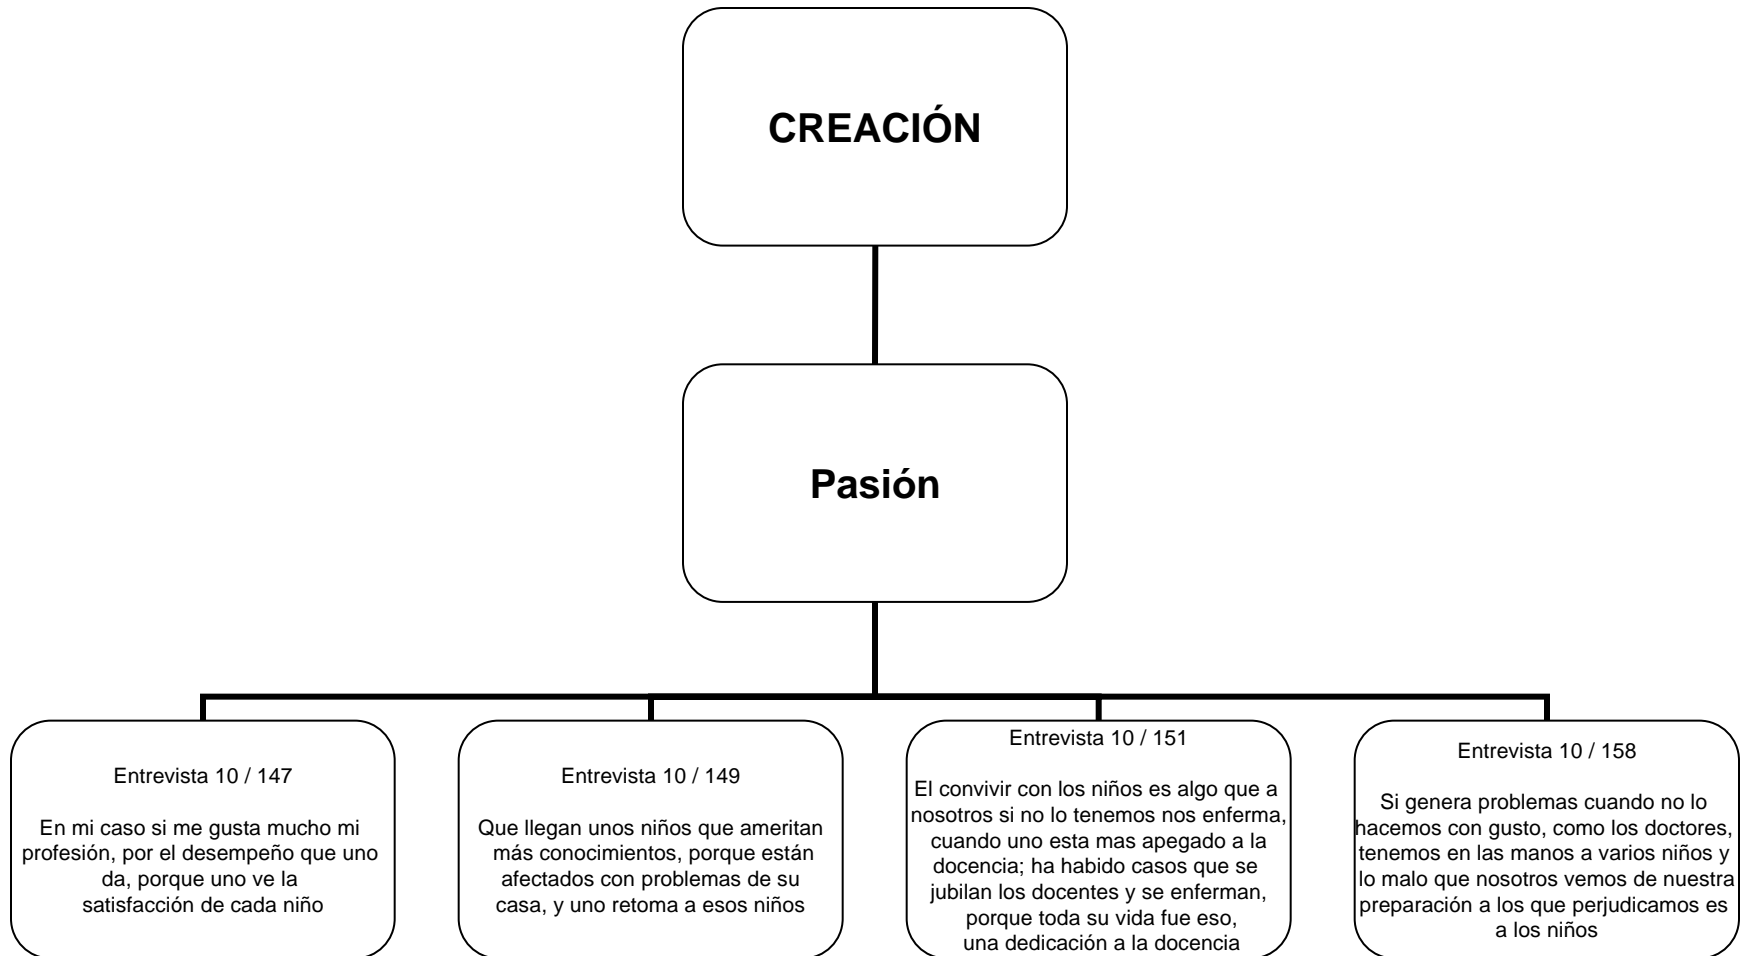 CREACIÓN
Pasión
Entrevista 10 / 147
En mi caso si me gusta mucho mi
profesión, por el desempeño que uno
da, porque uno ve la
satisfacción de cada niño
Entrevista 10 / 149
Que llegan unos niños que ameritan
más conocimientos, porque están
afectados con problemas de su
casa, y uno retoma a esos niños
Entrevista 10 / 151
El convivir con los niños es algo que a
nosotros si no lo tenemos nos enferma,
cuando uno esta mas apegado a la
docencia; ha habido casos que se
jubilan los docentes y se enferman,
porque toda su vida fue eso,
una dedicación a la docencia
Entrevista 10 / 158
Si genera problemas cuando no lo
hacemos con gusto, como los doctores,
tenemos en las manos a varios niños y
lo malo que nosotros vemos de nuestra
preparación a los que perjudicamos es
a los niños